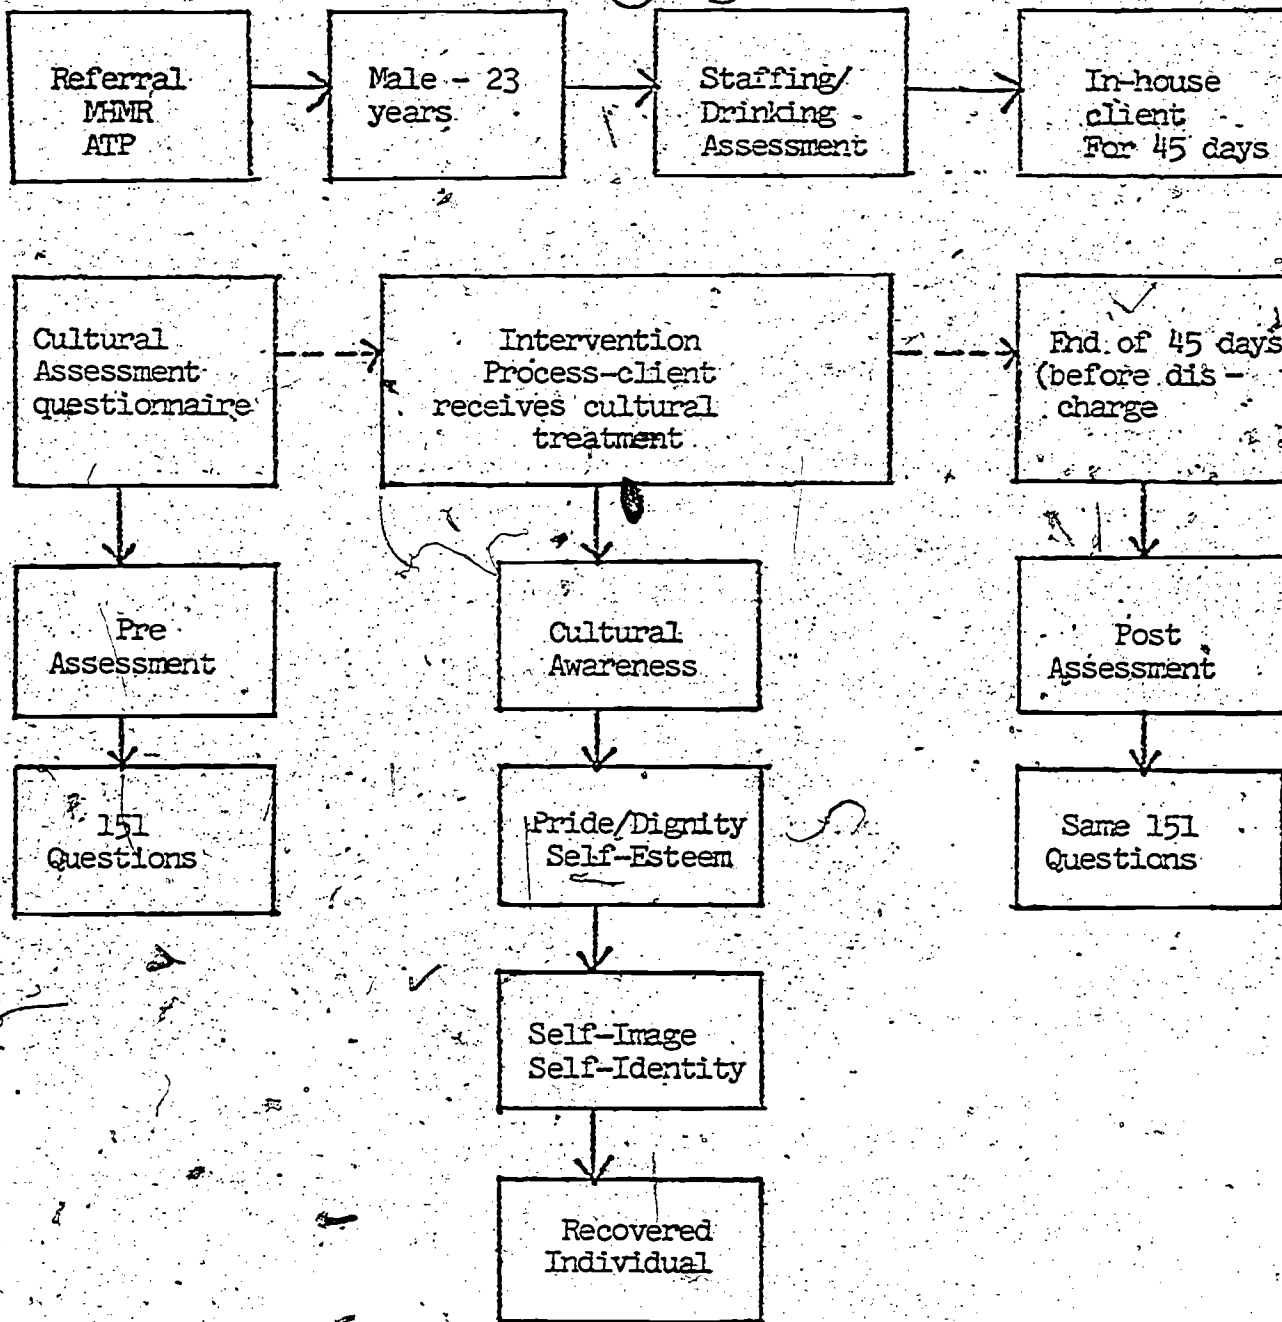 Referral
MHMR
ATP
Male - 23
years
Staffing/
Drinking
Assessment
In-house
client
For 45 days
Cultural
Assessment
questionnaire
Intervention
Process-client
receives cultural
treatment
End of 45 days
(before dis-
charge
Pre
Assessment
Cultural
Awareness
Post
Assessment
151
Questions
Pride/Dignity
Self-Esteem
Same 151
Questions
Self-Image
Self-Identity
Recovered
Individual